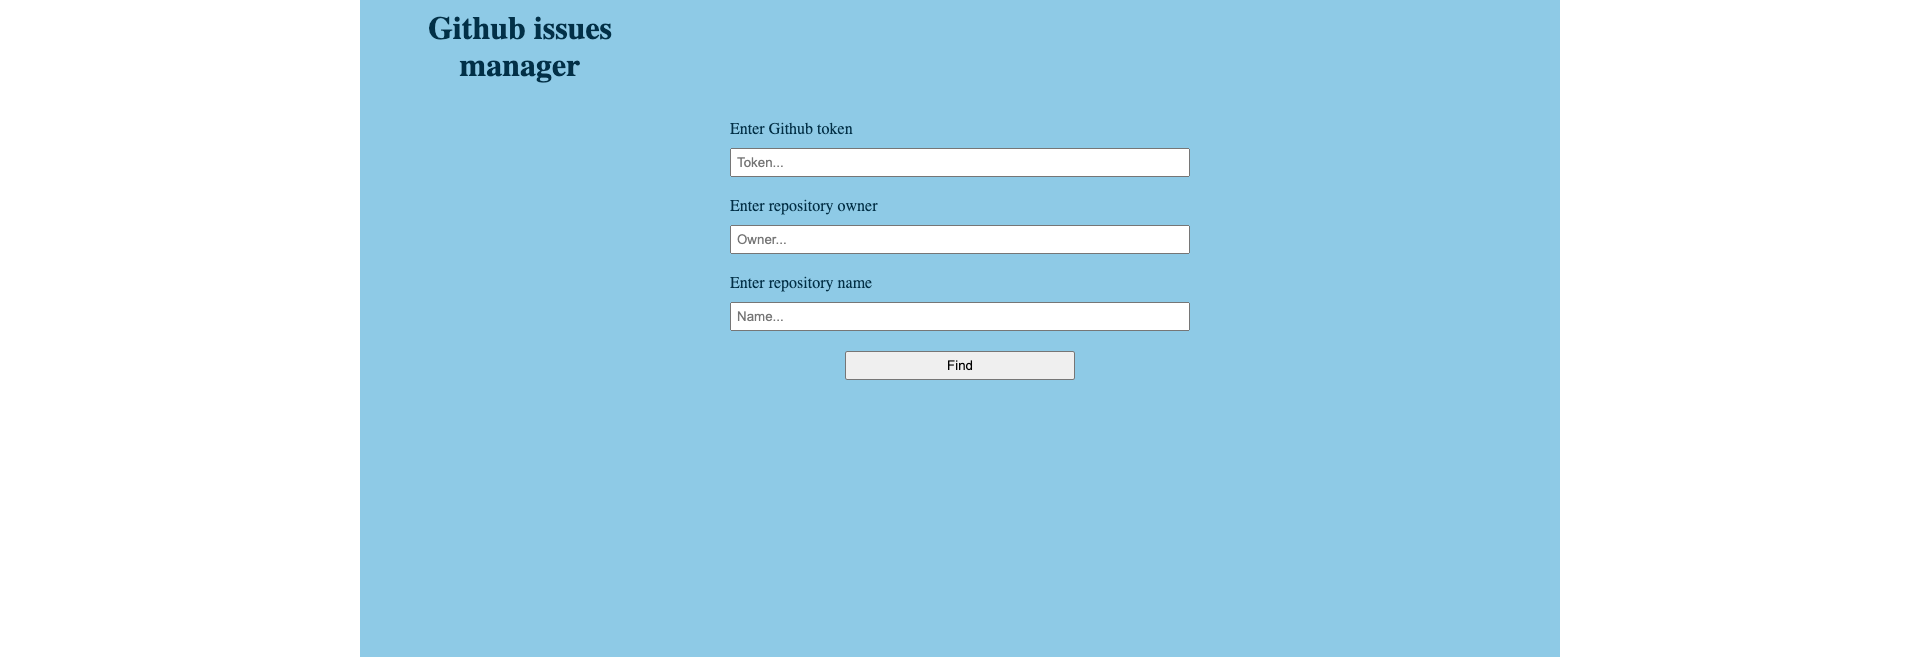 Github issues
manager
Enter Github token
Token...
Enter repository owner
Owner...
Enter repository name
Name...
Find